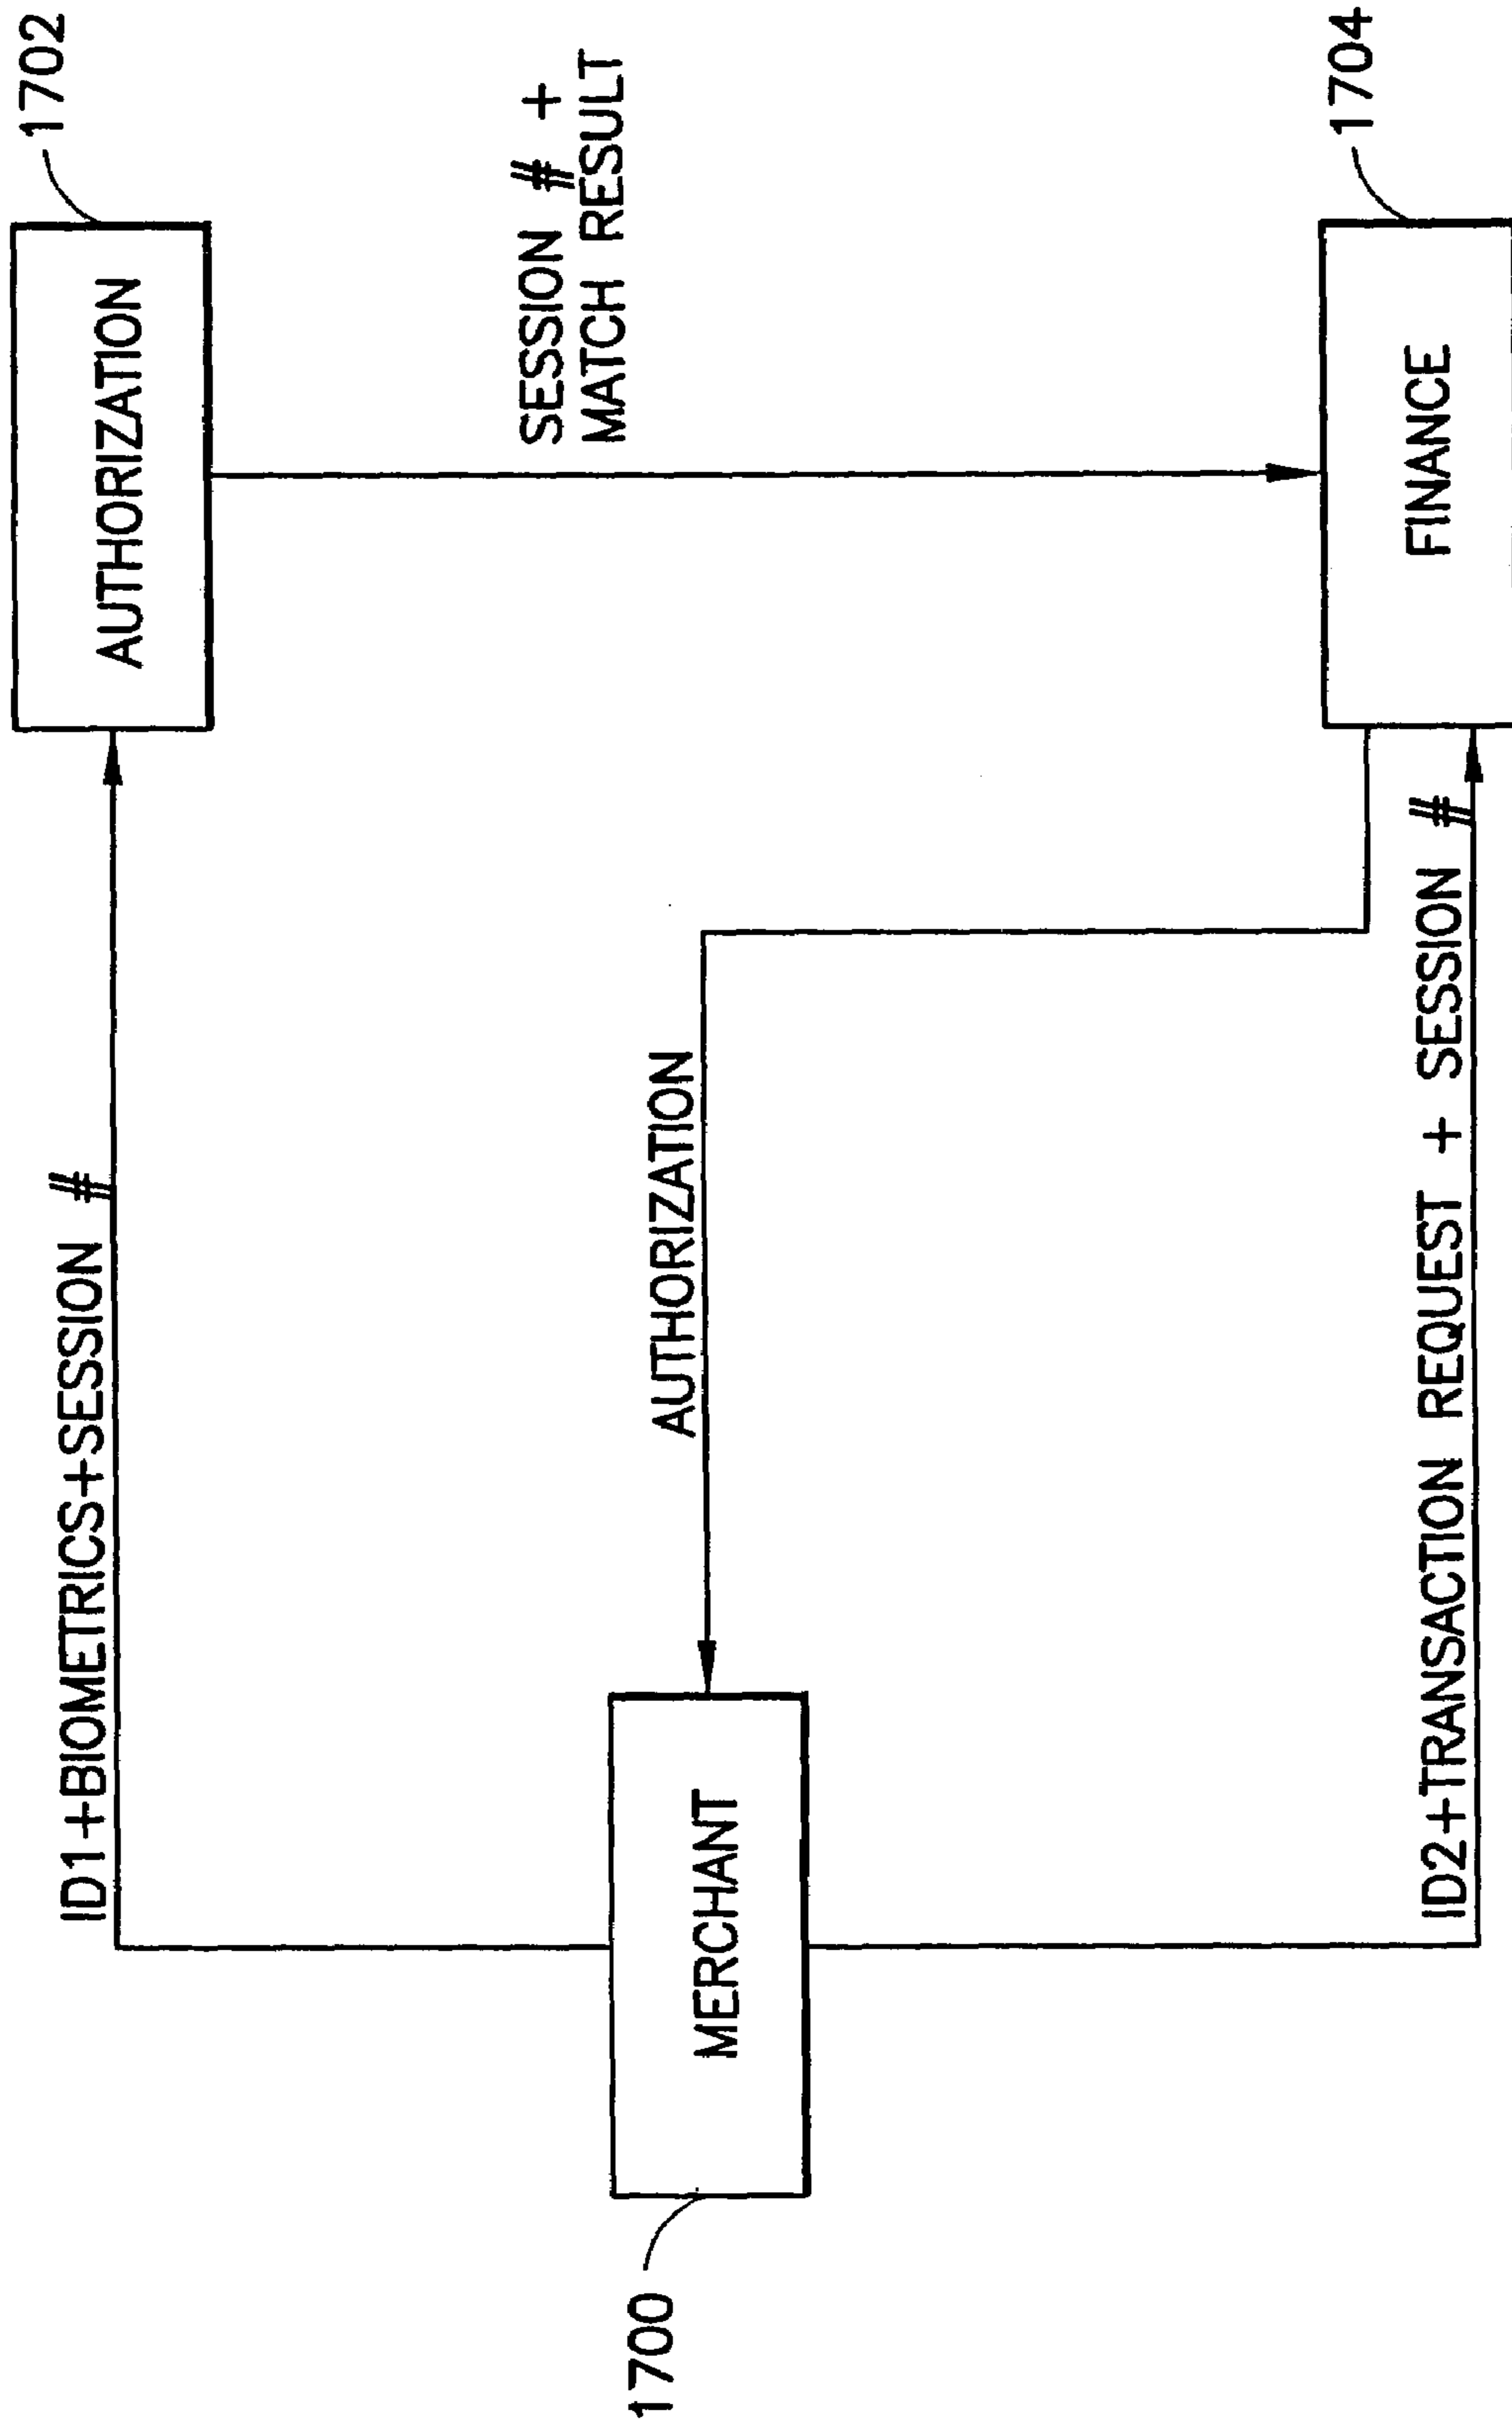 1702
AUTHORIZATION
ID1+BIOMETRICS+SESSION #
SESSION # +
MATCH RESULT
AUTHORIZATION
MERCHANT
1700
1704
FINANCE
ID2+TRANSACTION REQUEST + SESSION #